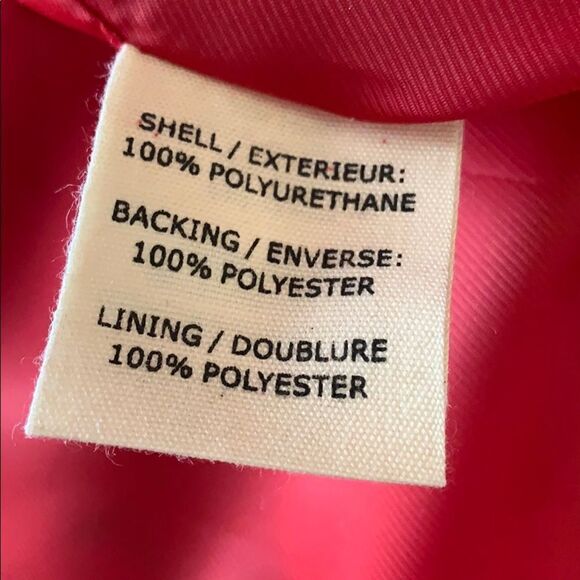 SHELL / EXTERIEUR:
100% POLYURETHANE
BACKING / ENVERSE:
100% POLYESTER
LINING / DOUBLURE
100% POLYESTER